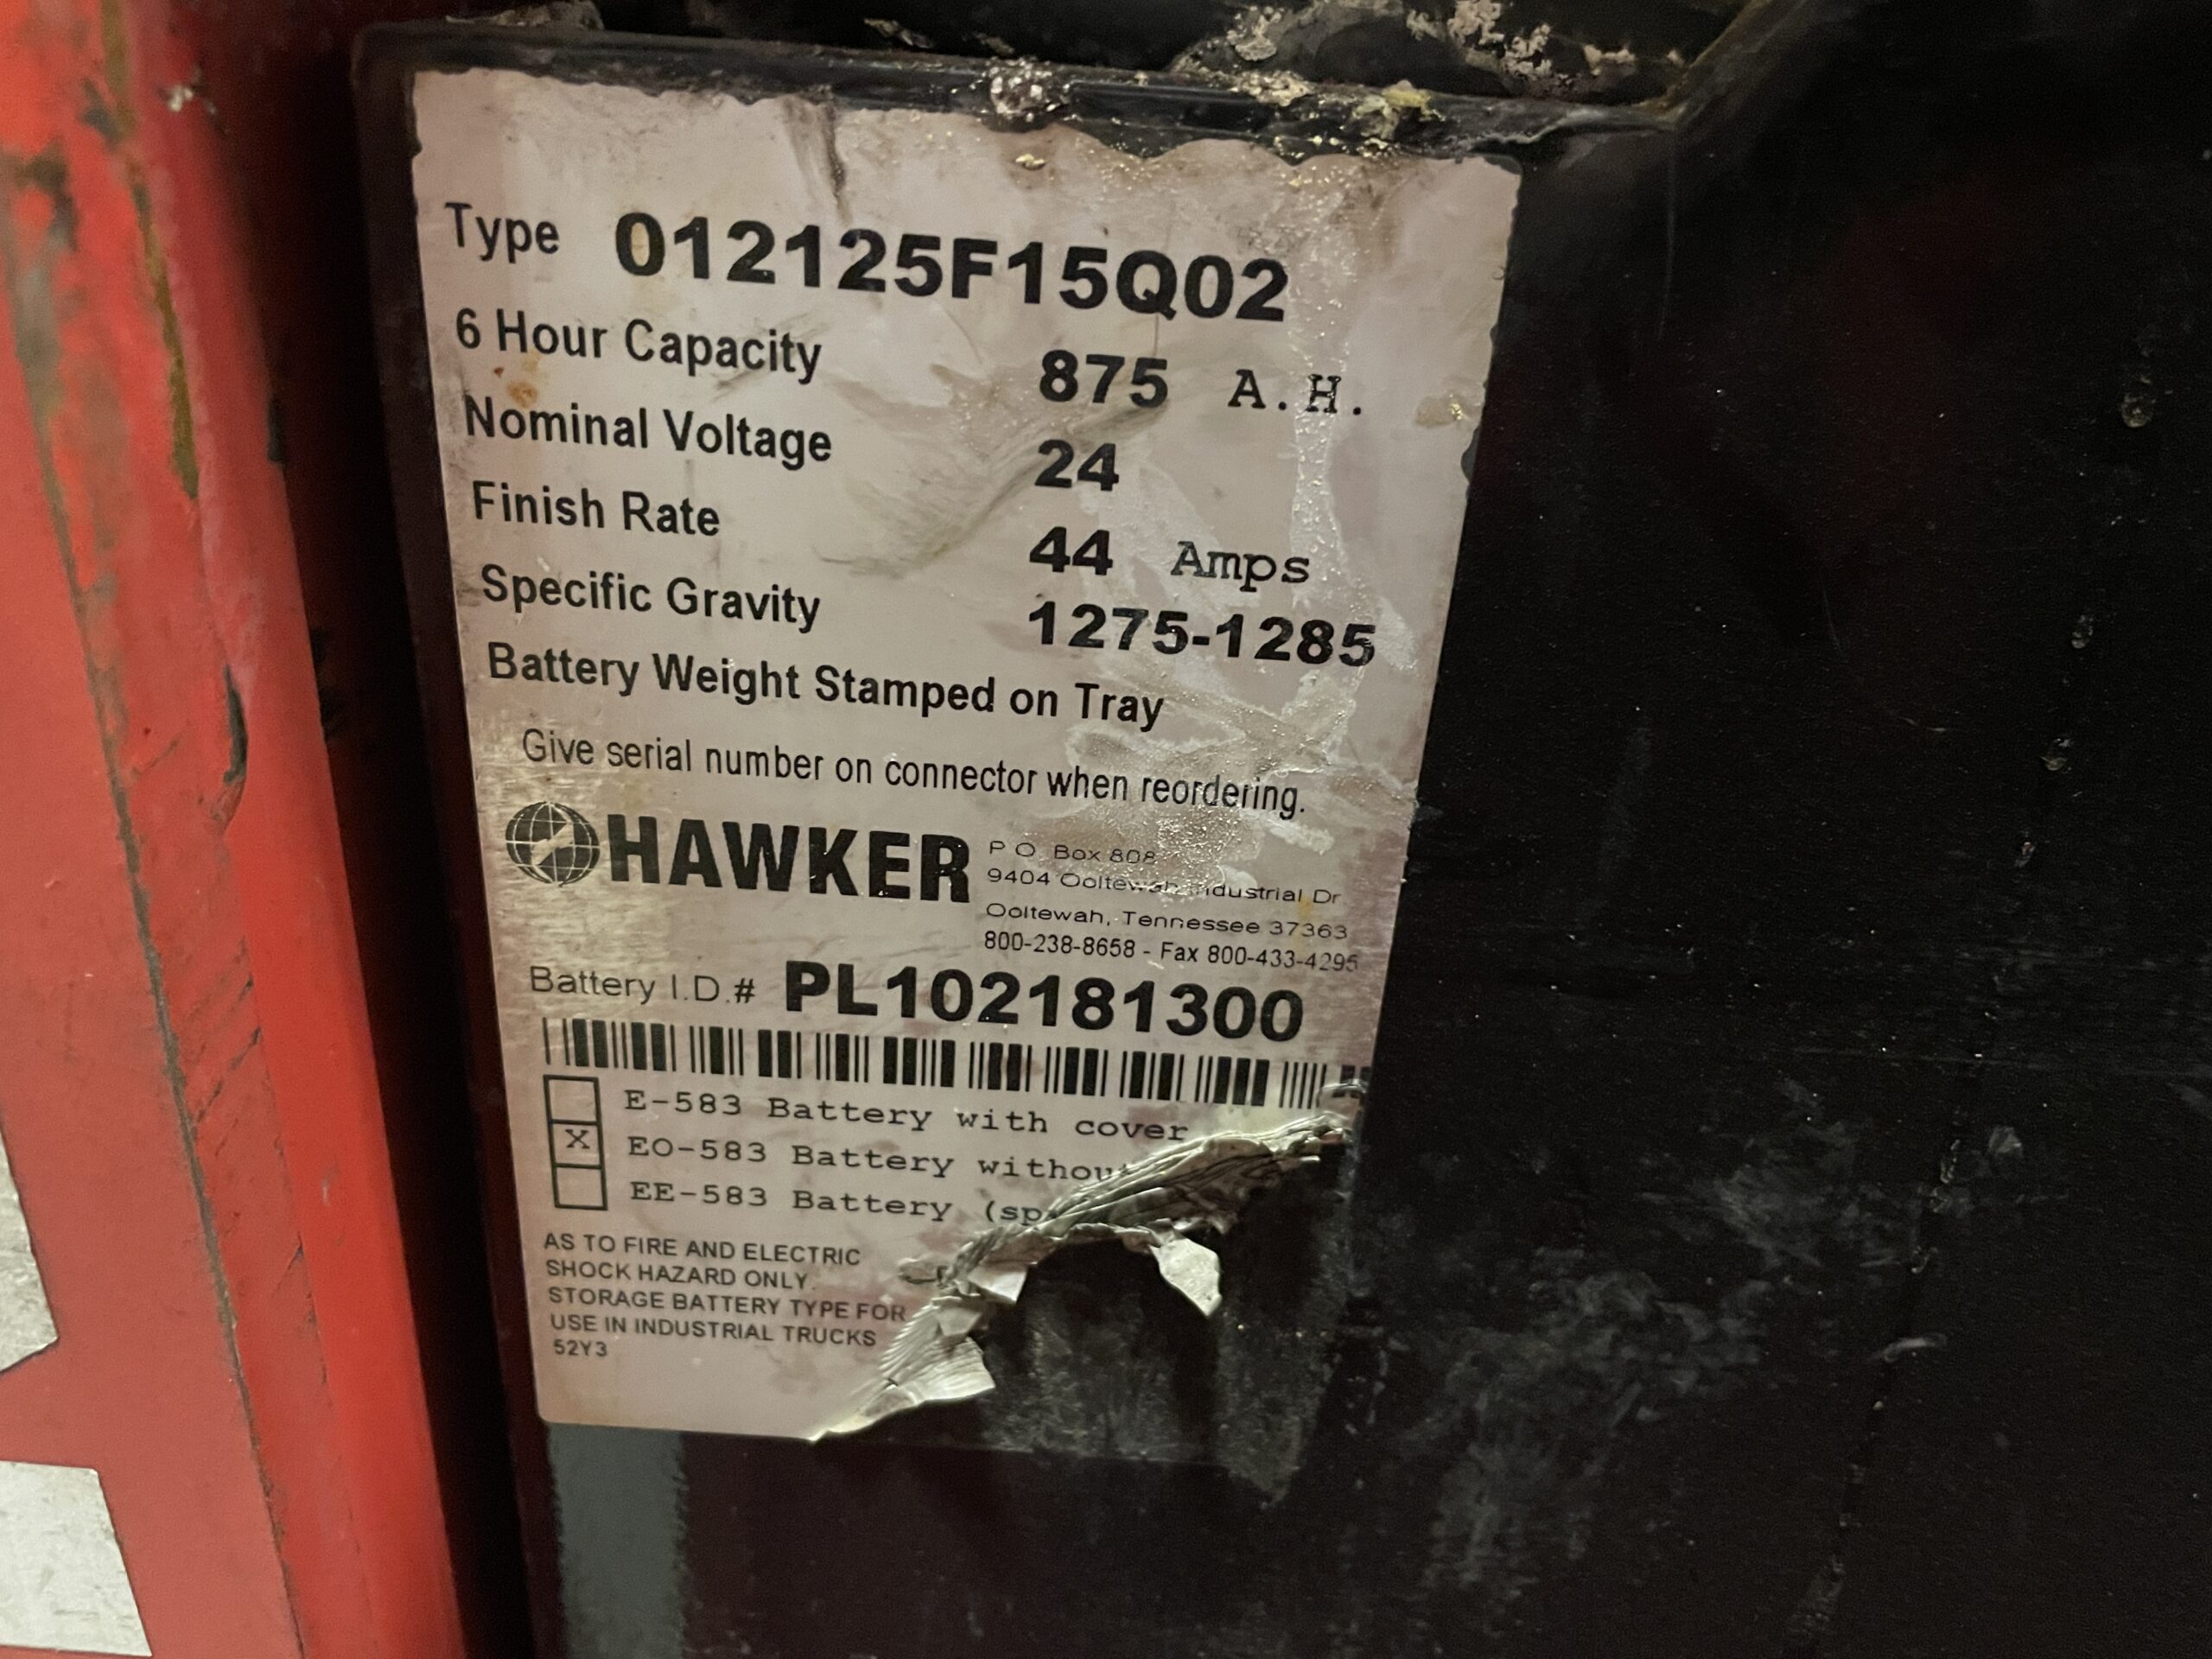 Type 012125F15Q02
6 Hour Capacity 875 A.H.
Nominal Voltage 24
Finish Rate 44 Amps
Specific Gravity 1275-1285
Battery Weight Stamped on Tray
Give serial number on connector when reordering.
HAWKER
P O Box 808
9404 Ooltewah Industrial Dr
Ooltewah, Tennessee 37363
800-238-8658 - Fax 800-433-4295
Battery I.D.# PL102181300
E-583 Battery with cover
X EO-583 Battery without
EE-583 Battery (sp
AS TO FIRE AND ELECTRIC
SHOCK HAZARD ONLY.
STORAGE BATTERY TYPE FOR
USE IN INDUSTRIAL TRUCKS
52Y3